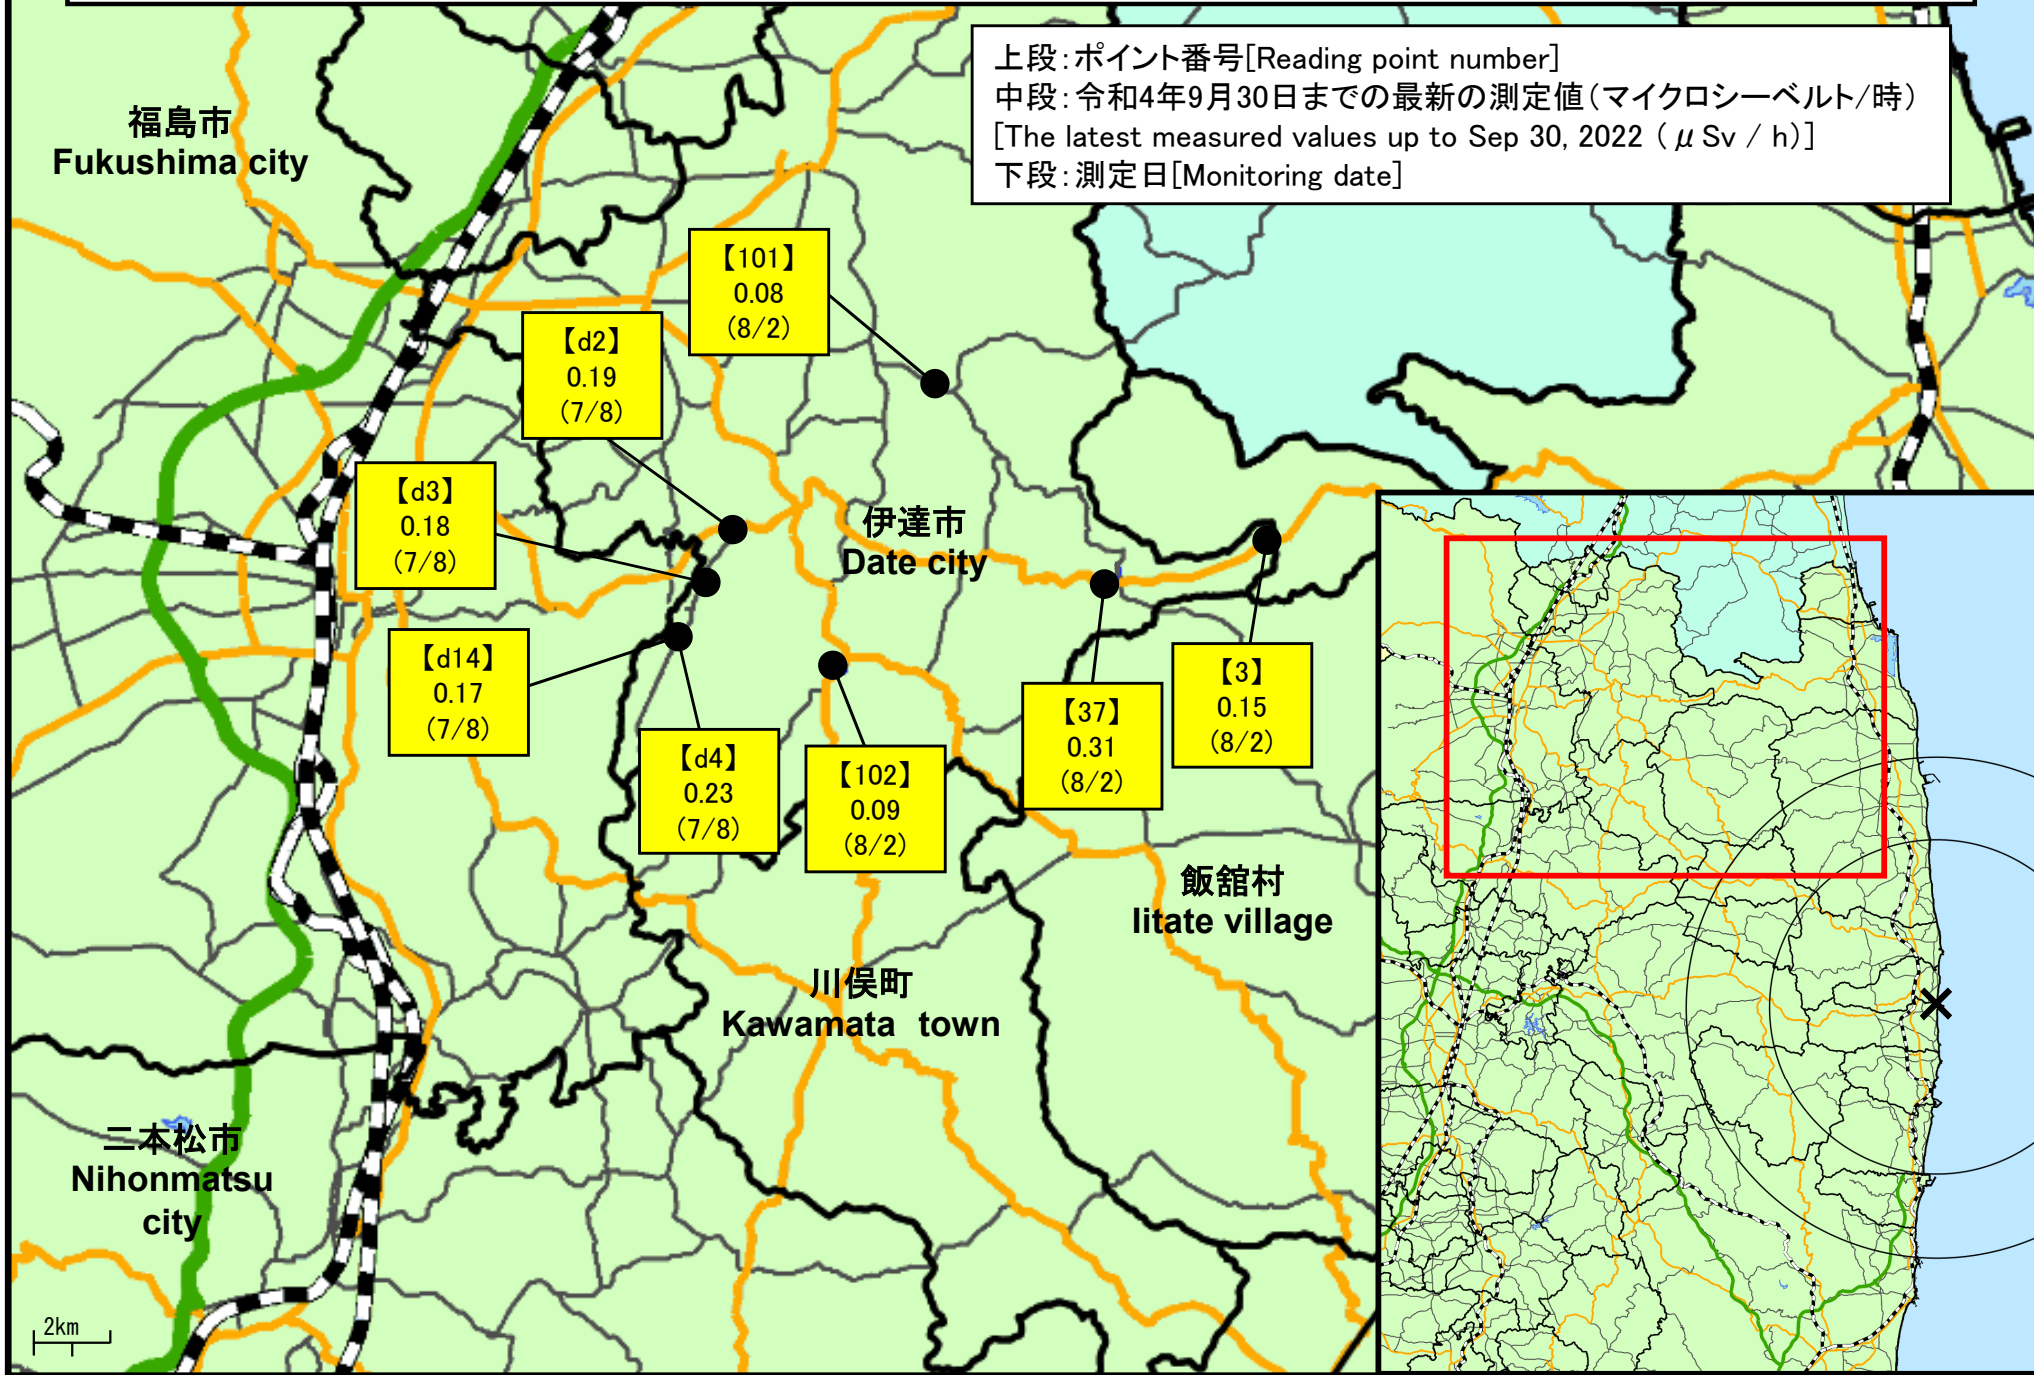 上段:ポイント番号[Reading point number]
中段:令和4年9月30日までの最新の測定値(マイクロシーベルト/時)
[The latest measured values up to Sep 30, 2022 ( μ Sv / h)]
下段:測定日[Monitoring date]
福島市
Fukushima city
【101】
0.08
(8/2)
【d2】
0.19
(7/8)
【d3】
0.18
(7/8)
伊達市
Date city
【d14】
0.17
(7/8)
【d4】
0.23
(7/8)
【102】
0.09
(8/2)
【37】
0.31
(8/2)
【3】
0.15
(8/2)
飯舘村
Iitate village
川俣町
Kawamata town
二本松市
Nihonmatsu
city
2km